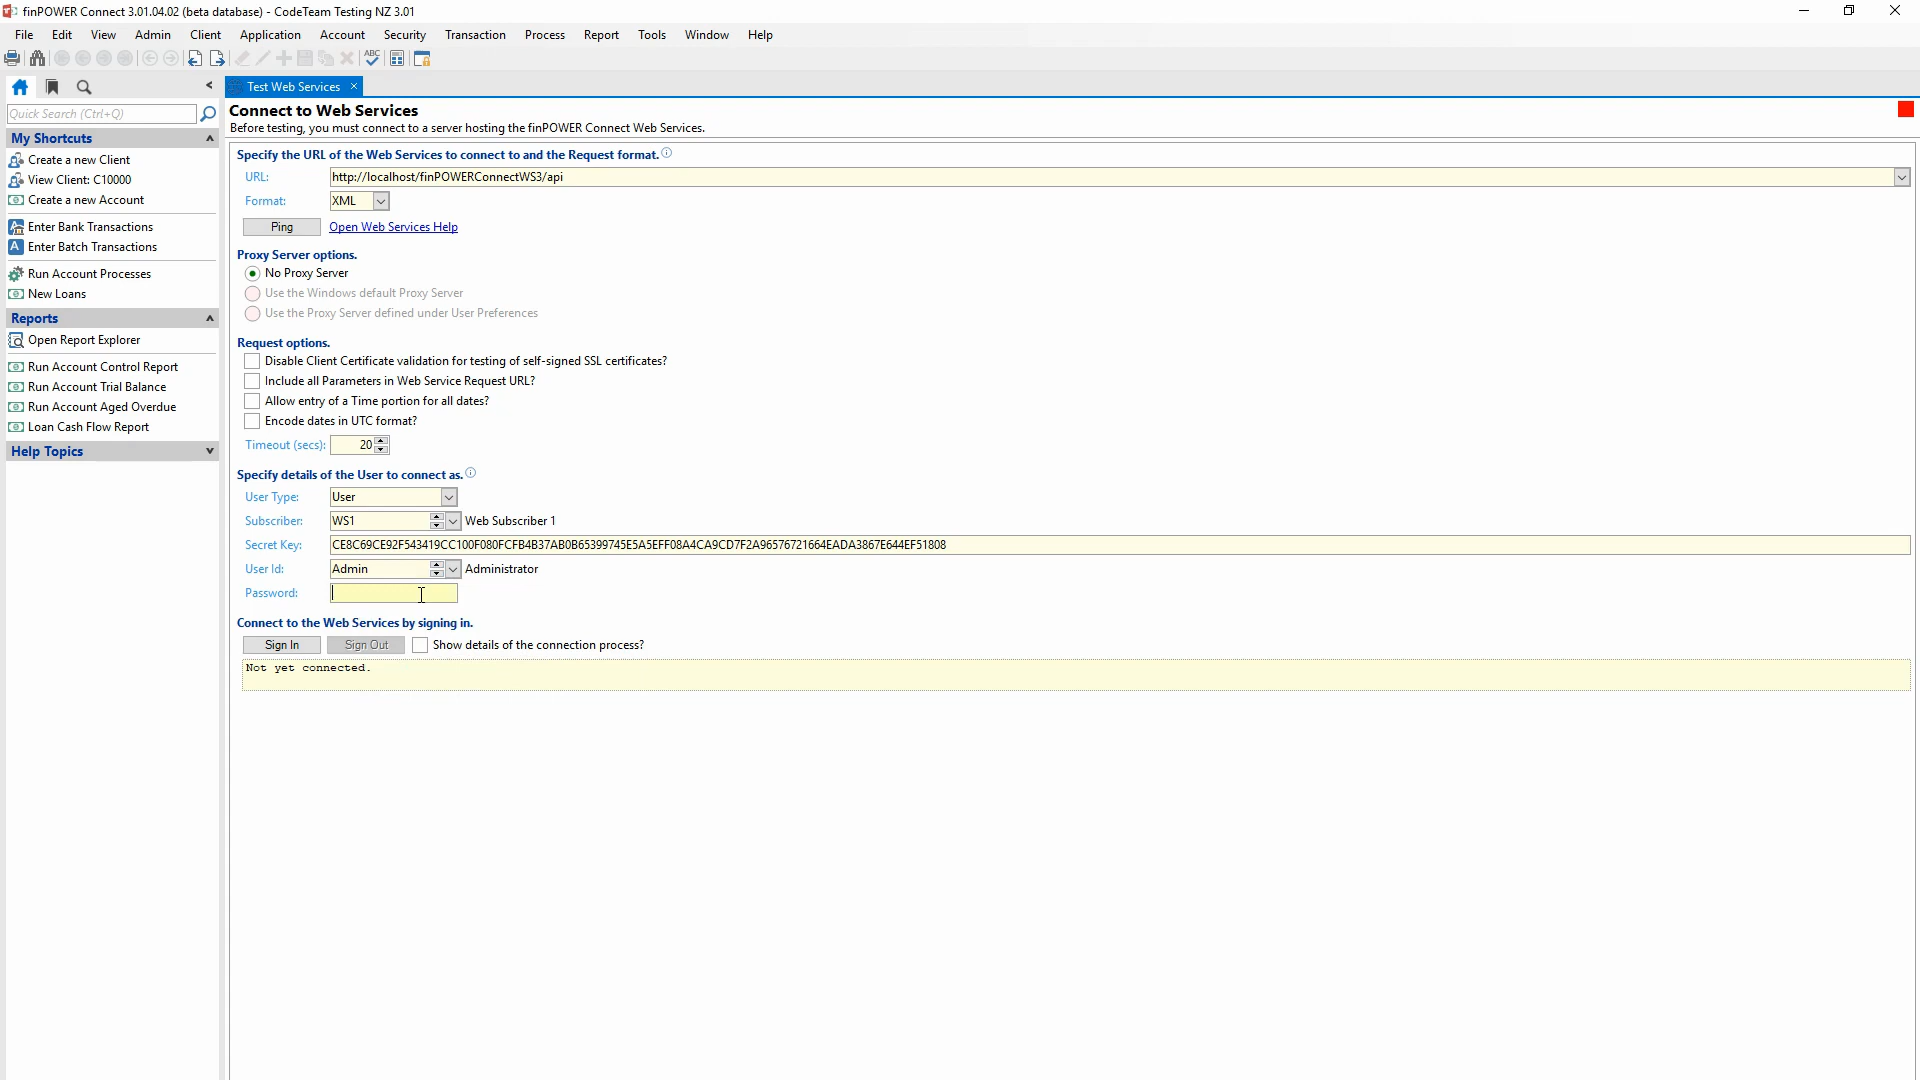 finPOWER Connect 3.01.04.02 (beta database) - CodeTeam Testing NZ 3.01
File Edit View Admin Client Application Account Security Transaction Process Report Tools Window Help
ABC
Test Web Services
Quick Search (Ctrl+Q)
My Shortcuts
Create a new Client
View Client: C10000
Create a new Account
Enter Bank Transactions
Enter Batch Transactions
Run Account Processes
New Loans
Reports
Open Report Explorer
Run Account Control Report
Run Account Trial Balance
Run Account Aged Overdue
Loan Cash Flow Report
Help Topics
Connect to Web Services
Before testing, you must connect to a server hosting the finPOWER Connect Web Services.
Specify the URL of the Web Services to connect to and the Request format.
URL: http://localhost/finPOWERConnectWS3/api
Format: XML
Ping Open Web Services Help
Proxy Server options.
No Proxy Server
Use the Windows default Proxy Server
Use the Proxy Server defined under User Preferences
Request options.
Disable Client Certificate validation for testing of self-signed SSL certificates?
Include all Parameters in Web Service Request URL?
Allow entry of a Time portion for all dates?
Encode dates in UTC format?
Timeout (secs): 20
Specify details of the User to connect as.
User Type: User
Subscriber: WS1 Web Subscriber 1
Secret Key: CE8C69CE92F543419CC100F080FCFB4B37AB0B65399745E5A5EFF08A4CA9CD7F2A96576721664EADA3867E644EF51808
User Id: Admin Administrator
Password:
Connect to the Web Services by signing in.
Sign In Sign Out Show details of the connection process?
Not yet connected.